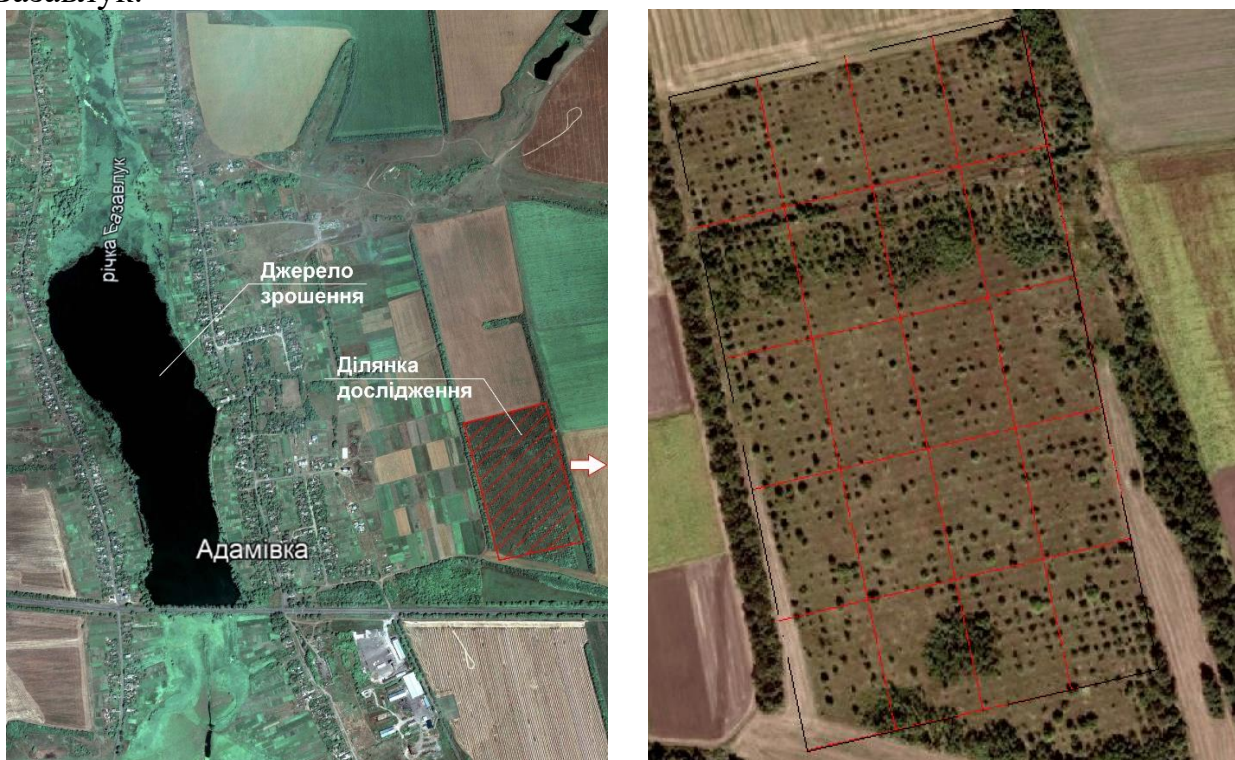 Базавлук.
річка Базавлук
Джерело
зрошення
Ділянка
дослідження
Адамівка